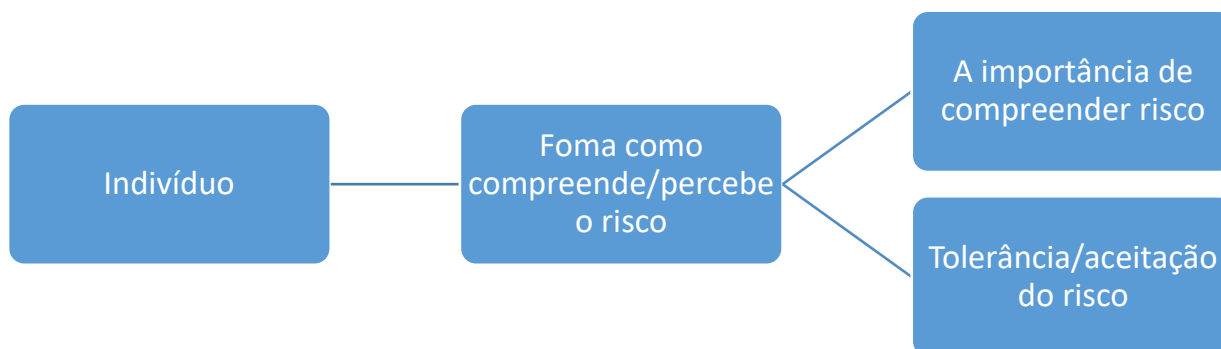 Indivíduo
Foma como
compreende/percebe
o risco
A importância de
compreender risco
Tolerância/aceitação
do risco